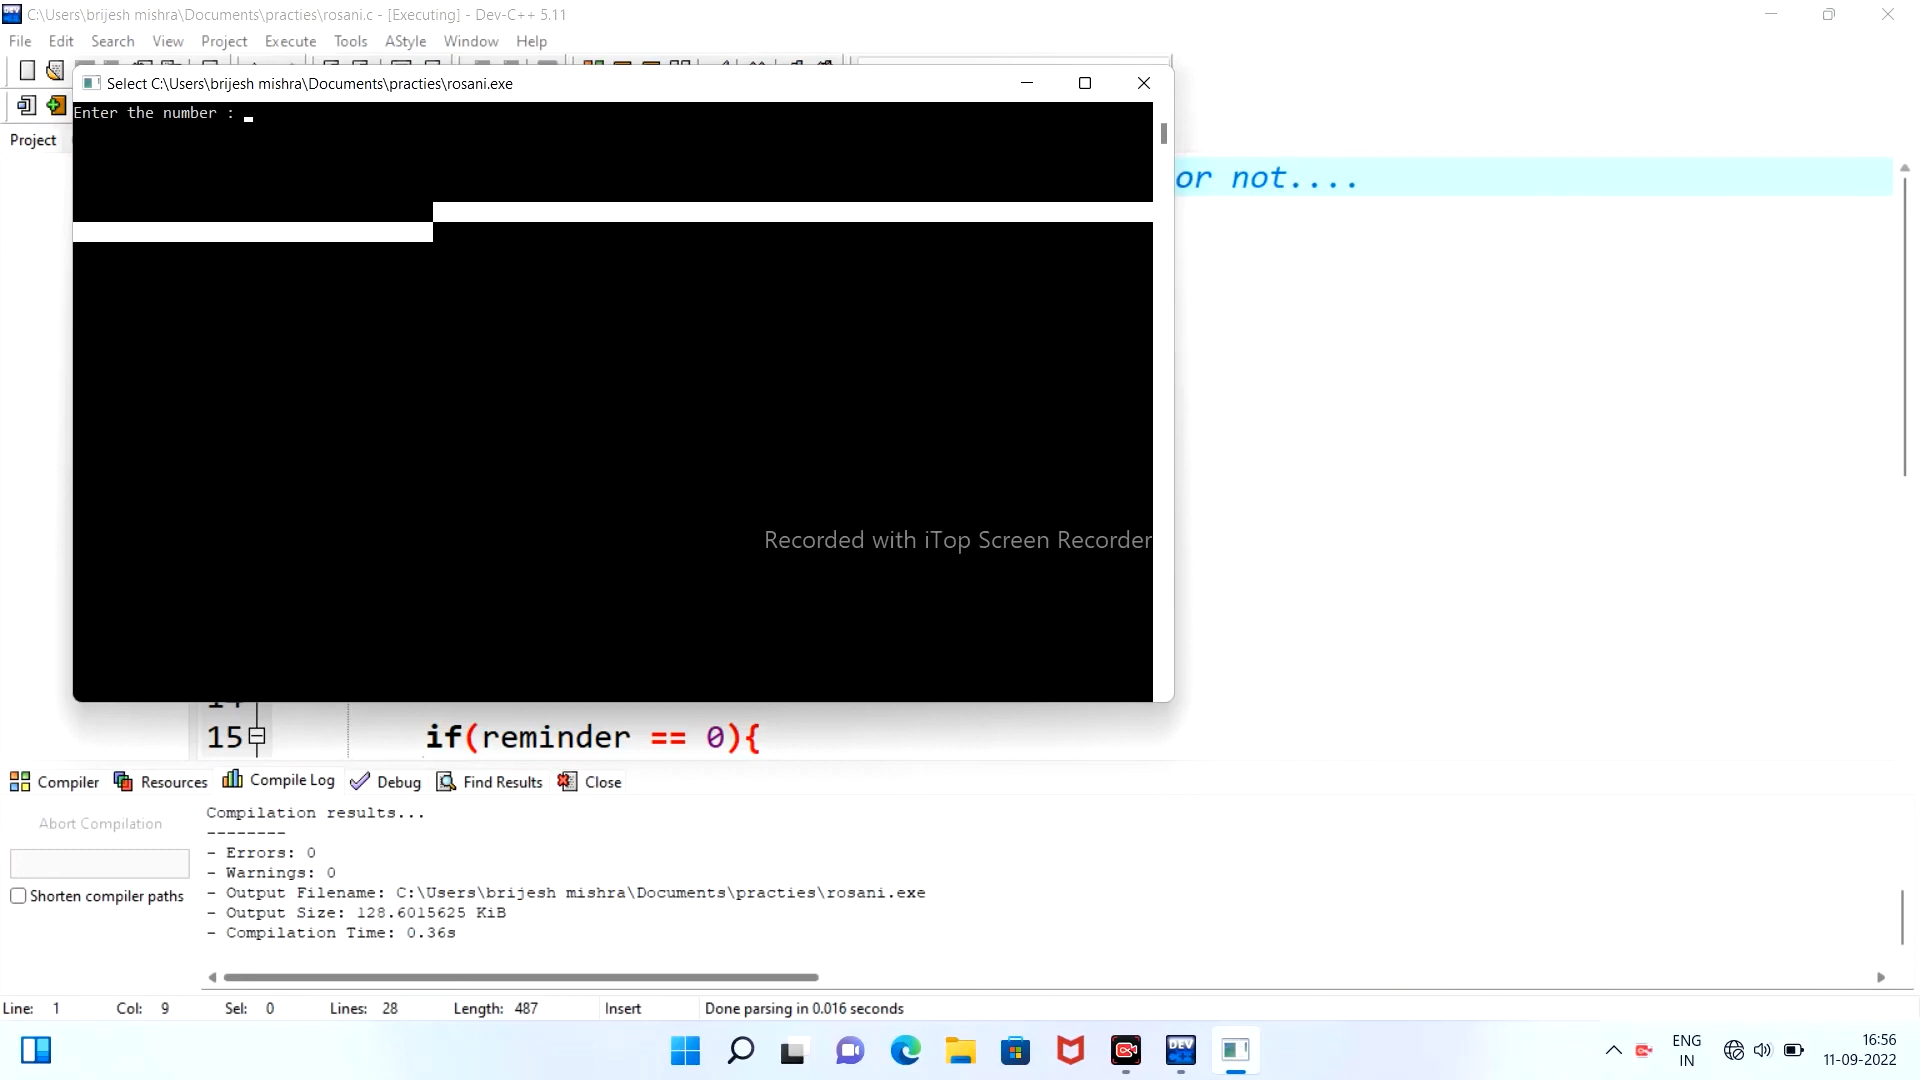 C:\Users\brijesh mishra\Documents\practies\rosani.c - [Executing] - Dev-C++ 5.11
File Edit Search View Project Execute Tools AStyle Window Help
Select C:\Users\brijesh mishra\Documents\practies\rosani.exe
Enter the number :
Project
or not....
Recorded with iTop Screen Recorder
15 if(reminder == 0){
Compiler Resources Compile Log Debug Find Results Close
Abort Compilation
Shorten compiler paths
Compilation results...
--------
- Errors: 0
- Warnings: 0
- Output Filename: C:\Users\brijesh mishra\Documents\practies\rosani.exe
- Output Size: 128.6015625 KiB
- Compilation Time: 0.36s
Line: 1 Col: 9 Sel: 0 Lines: 28 Length: 487 Insert Done parsing in 0.016 seconds
DEV
ENG
IN
16:56
11-09-2022